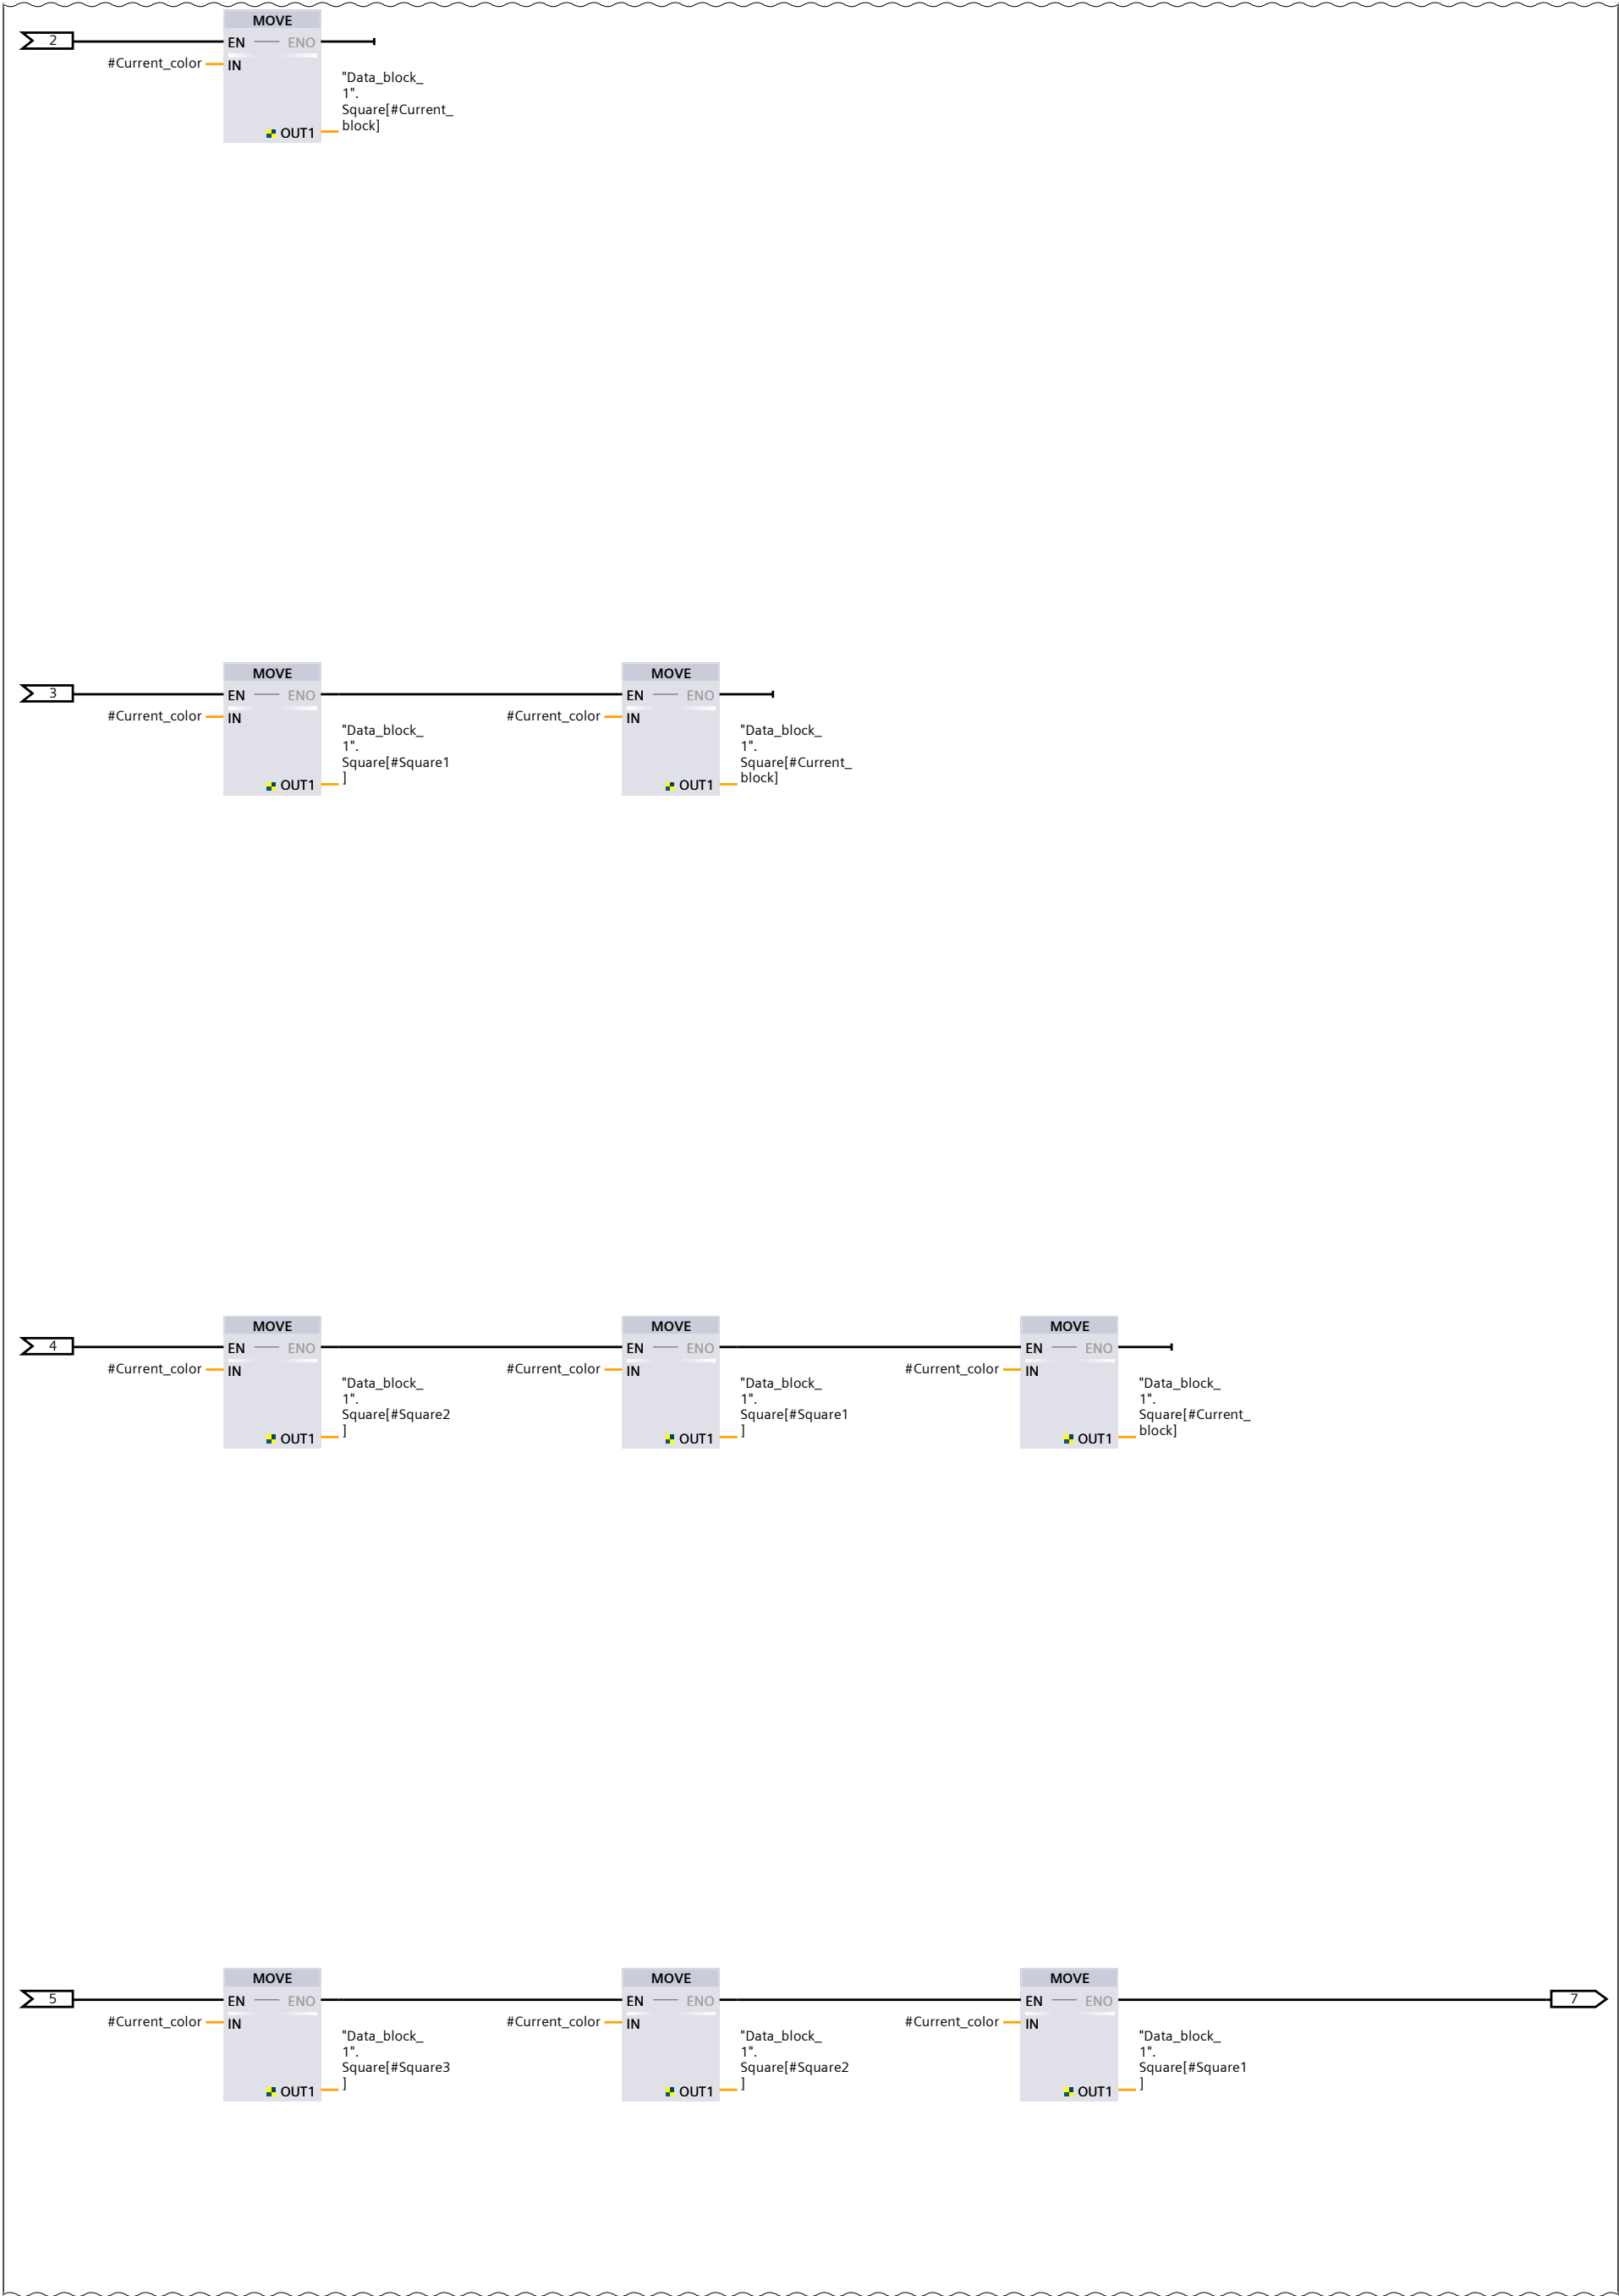 MOVE
2
EN
ENO
#Current_color
IN
"Data_block_
1".
Square[#Current_
block]
OUT1
MOVE
MOVE
3
EN
ENO
EN
ENO
#Current_color
IN
#Current_color
IN
"Data_block_
1".
Square[#Square1
]
OUT1
"Data_block_
1".
Square[#Current_
block]
OUT1
MOVE
MOVE
MOVE
4
EN
ENO
EN
ENO
EN
ENO
#Current_color
IN
#Current_color
IN
#Current_color
IN
"Data_block_
1".
Square[#Square2
]
OUT1
"Data_block_
1".
Square[#Square1
]
OUT1
"Data_block_
1".
Square[#Current_
block]
OUT1
MOVE
MOVE
MOVE
5
EN
ENO
EN
ENO
EN
ENO
7
#Current_color
IN
#Current_color
IN
#Current_color
IN
"Data_block_
1".
Square[#Square3
]
OUT1
"Data_block_
1".
Square[#Square2
]
OUT1
"Data_block_
1".
Square[#Square1
]
OUT1